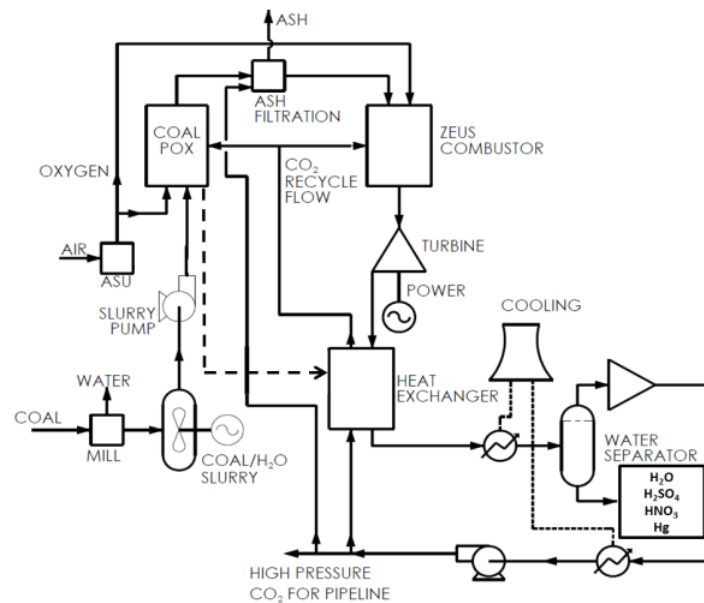 ASH
ASH
FILTRATION
COAL
POX
ZEUS
COMBUSTOR
OXYGEN
CO₂
RECYCLE
FLOW
AIR
ASU
TURBINE
POWER
COOLING
SLURRY
PUMP
WATER
HEAT
EXCHANGER
COAL
MILL
COAL/H₂O
SLURRY
WATER
SEPARATOR
H₂O
H₂SO₄
HNO₃
Hg
HIGH PRESSURE
CO₂ FOR PIPELINE